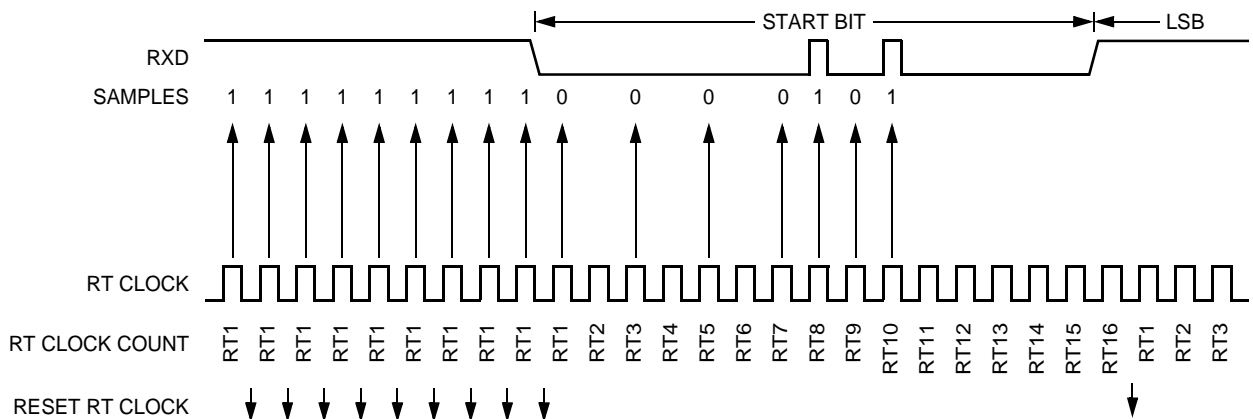 START BIT LSB
RXD
SAMPLES 1 1 1 1 1 1 1 1 1 0 0 0 0 1 0 1
RT CLOCK
RT CLOCK COUNT RT1 RT1 RT1 RT1 RT1 RT1 RT1 RT1 RT1 RT1 RT2 RT3 RT4 RT5 RT6 RT7 RT8 RT9 RT10 RT11 RT12 RT13 RT14 RT15 RT16 RT1 RT2 RT3
RESET RT CLOCK